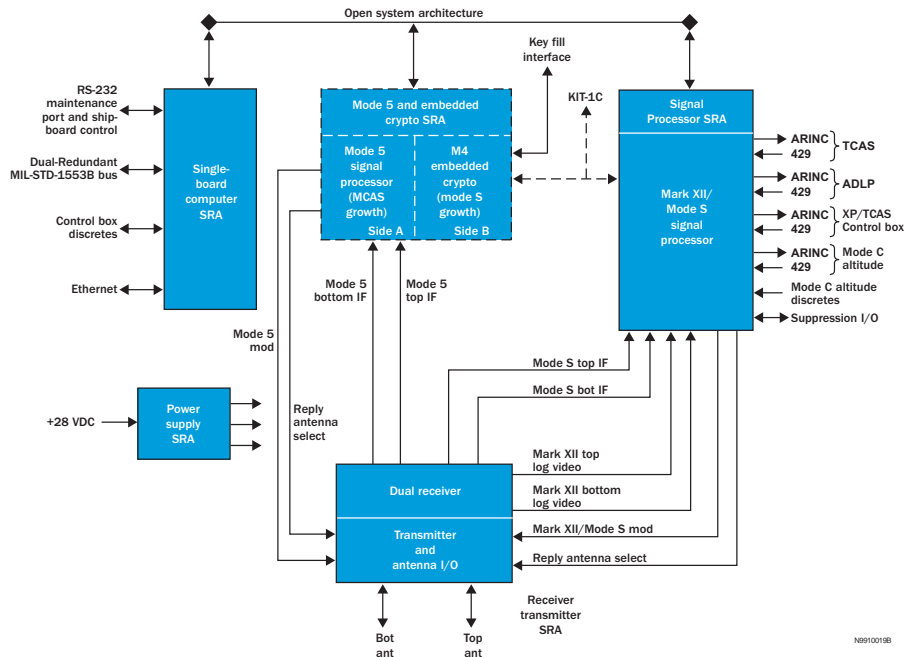 Open system architecture
Key fill
interface
KIT-1C
RS-232
maintenance
port and ship-
board control
Dual-Redundant
MIL-STD-1553B bus
Control box
discretes
Ethernet
Single-
board
computer
SRA
Mode 5 and embedded
crypto SRA
Mode 5
signal
processor
(MCAS
growth)
Side A
M4
embedded
crypto
(mode S
growth)
Side B
Signal
Processor SRA
Mark XII/
Mode S
signal
processor
ARINC
429
TCAS
ARINC
429
ADLP
ARINC
429
XP/TCAS
Control box
ARINC
429
Mode C
altitude
Mode C altitude
discretes
Suppression I/O
Mode 5
bottom IF
Mode 5
top IF
Mode 5
mod
Mode S top IF
Mode S bot IF
+28 VDC
Power
supply
SRA
Reply
antenna
select
Mark XII top
log video
Mark XII bottom
log video
Mark XII/Mode S mod
Reply antenna select
Dual receiver
Transmitter
and
antenna I/O
Receiver
transmitter
SRA
Bot
ant
Top
ant
N9910019B